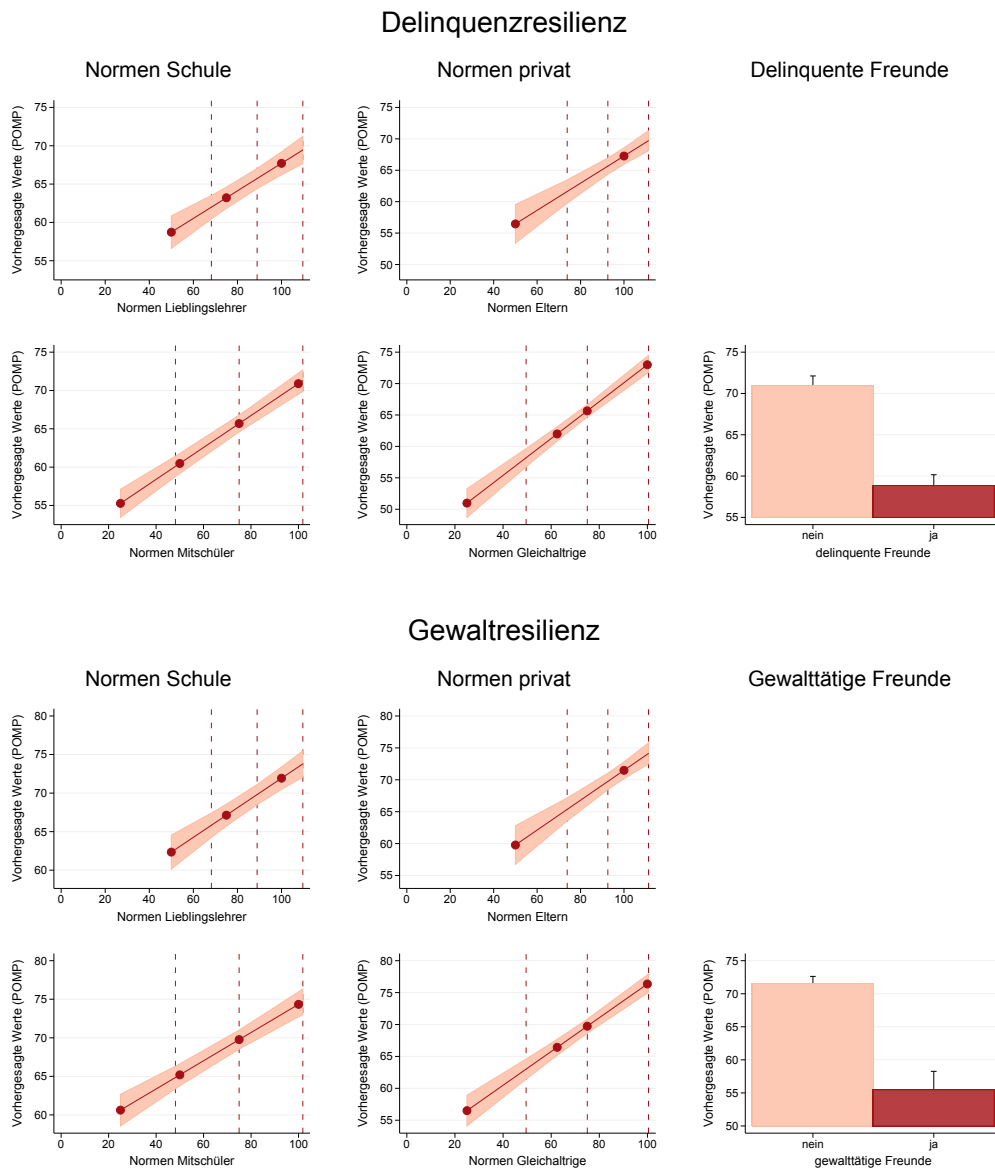 Delinquenzresilienz
Normen Schule
Normen privat
Delinquente Freunde
Vorhergesagte Werte (POMP)
75
70
65
60
55
0 20 40 60 80 100
Normen Lieblingslehrer
Vorhergesagte Werte (POMP)
75
70
65
60
55
50
0 20 40 60 80 100
Normen Eltern
Vorhergesagte Werte (POMP)
75
70
65
60
55
0 20 40 60 80 100
Normen Mitschüler
Vorhergesagte Werte (POMP)
75
70
65
60
55
50
0 20 40 60 80 100
Normen Gleichaltrige
Vorhergesagte Werte (POMP)
75
70
65
60
55
nein ja
delinquente Freunde
Gewaltresilienz
Normen Schule
Normen privat
Gewalttätige Freunde
Vorhergesagte Werte (POMP)
80
75
70
65
60
0 20 40 60 80 100
Normen Lieblingslehrer
Vorhergesagte Werte (POMP)
80
75
70
65
60
55
0 20 40 60 80 100
Normen Eltern
Vorhergesagte Werte (POMP)
80
75
70
65
60
0 20 40 60 80 100
Normen Mitschüler
Vorhergesagte Werte (POMP)
80
75
70
65
60
55
0 20 40 60 80 100
Normen Gleichaltrige
Vorhergesagte Werte (POMP)
75
70
65
60
55
50
nein ja
gewalttätige Freunde